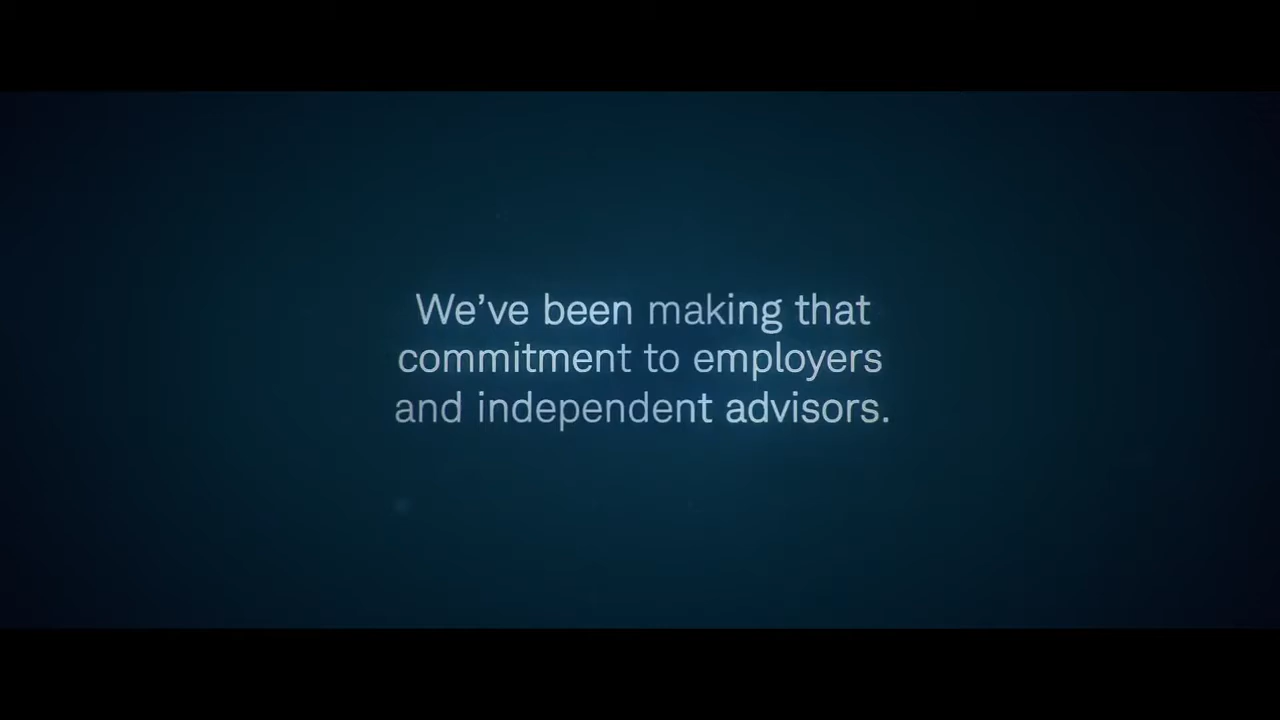 We’ve been making that
commitment to employers
and independent advisors.